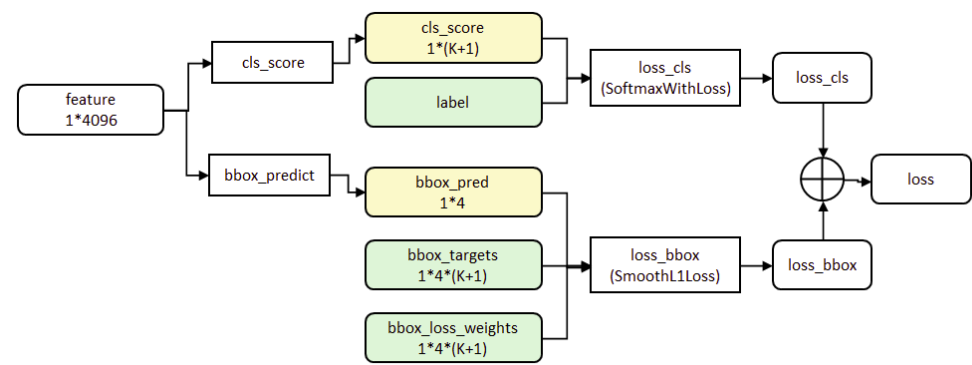 feature
1*4096
cls_score
cls_score
1*(K+1)
label
loss_cls
(SoftmaxWithLoss)
loss_cls
bbox_predict
bbox_pred
1*4
bbox_targets
1*4*(K+1)
bbox_loss_weights
1*4*(K+1)
loss_bbox
(SmoothL1Loss)
loss_bbox
loss